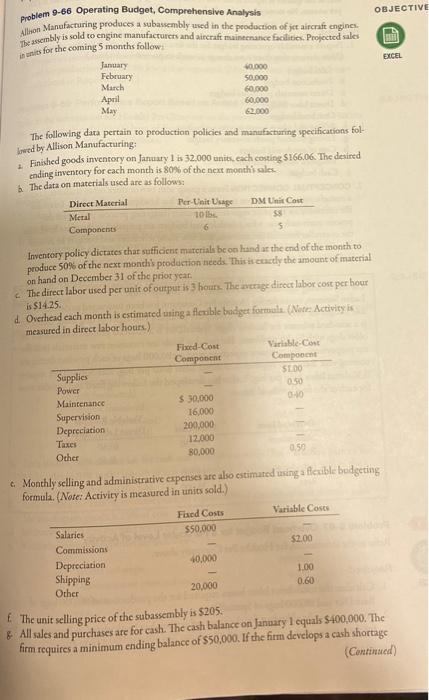 OBJECTIVE
Problem 9-66 Operating Budget, Comprehensive Analysis
Allison Manufacturing produces a subassembly used in the production of jet aircraft engines.
The assembly is sold to engine manufacturers and aircraft maintenance facilities. Projected sales
in units for the coming 5 months follow:
EXCEL
January 40,000
February 50,000
March 60,000
April 60,000
May 62,000
The following data pertain to production policies and manufacturing specifications fol-
lowed by Allison Manufacturing:
a. Finished goods inventory on January 1 is 32,000 units, each costing $166.06. The desired
ending inventory for each month is 80% of the next month's sales.
b. The data on materials used are as follows:
Direct Material Per-Unit Usage DM Unit Cost
Metal 10 lbs. $8
Components 6 5
Inventory policy dictates that sufficient materials be on hand at the end of the month to
produce 50% of the next month's production needs. This is exactly the amount of material
on hand on December 31 of the prior year.
c. The direct labor used per unit of output is 3 hours. The average direct labor cost per hour
is $14.25.
d. Overhead each month is estimated using a flexible budget formula. (Note: Activity is
measured in direct labor hours.)
Fixed-Cost Variable-Cost
Component Component
Supplies — $1.00
Power — 0.50
Maintenance $ 30,000 0.40
Supervision 16,000 —
Depreciation 200,000 —
Taxes 12,000 —
Other 80,000 0.50
e. Monthly selling and administrative expenses are also estimated using a flexible budgeting
formula. (Note: Activity is measured in units sold.)
Fixed Costs Variable Costs
Salaries $50,000 —
Commissions — $2.00
Depreciation 40,000 —
Shipping — 1.00
Other 20,000 0.60
f. The unit selling price of the subassembly is $205.
g. All sales and purchases are for cash. The cash balance on January 1 equals $400,000. The
firm requires a minimum ending balance of $50,000. If the firm develops a cash shortage
(Continued)